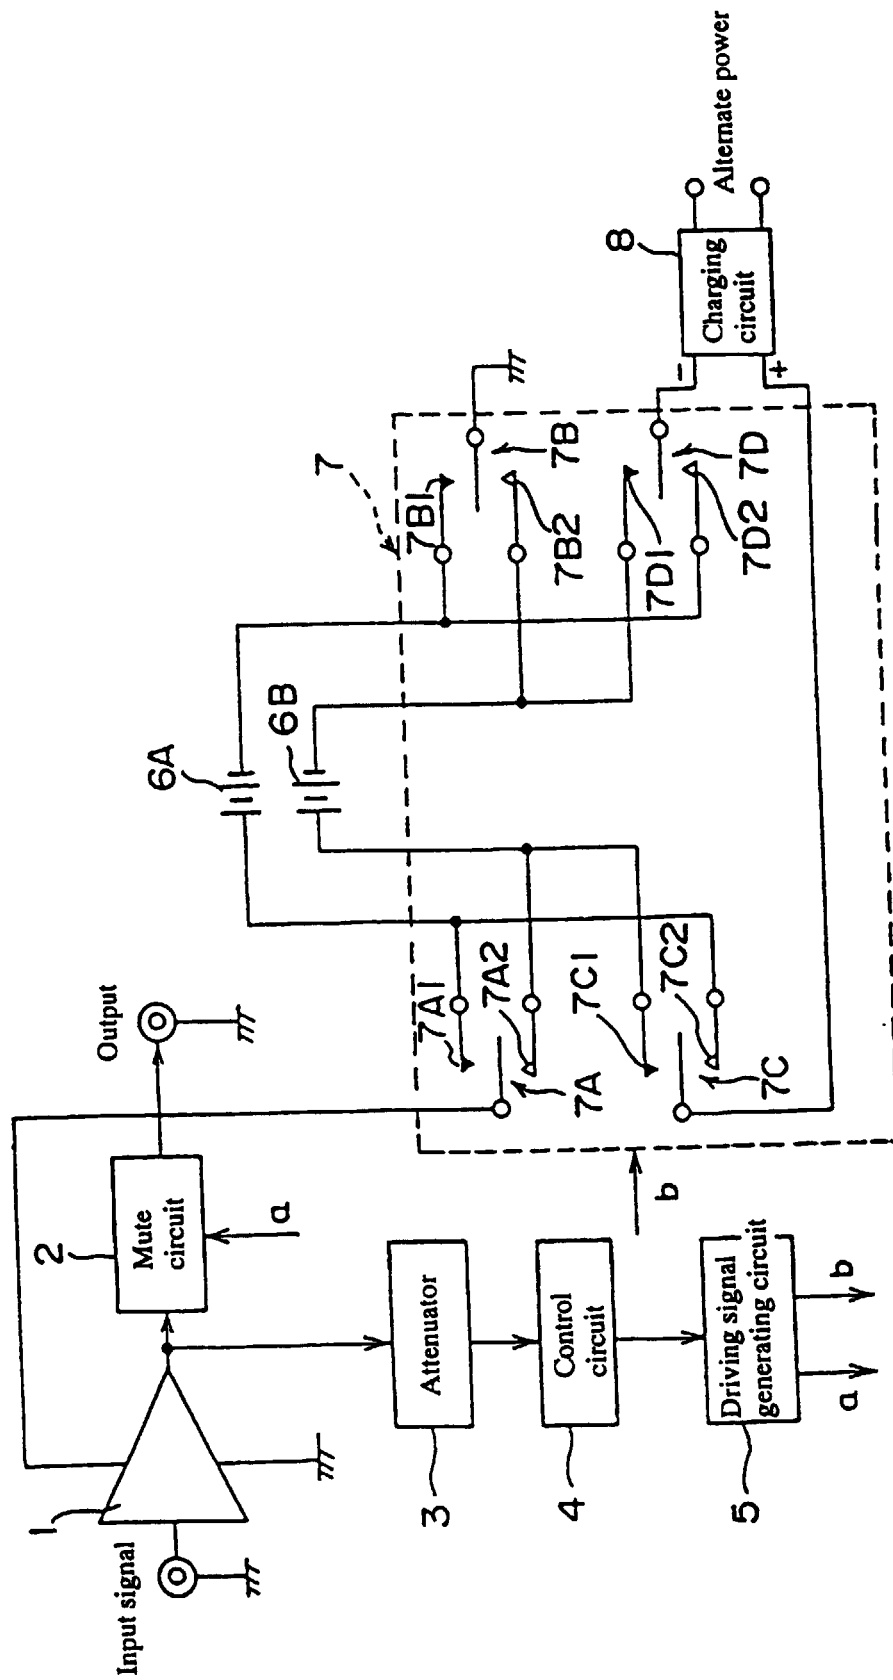 Input signal
1
2
Mute
circuit
a
Output
3
Attenuator
4
Control
circuit
5
Driving signal
generating circuit
a
b
b
6A
6B
7
7A1
7A2
7A
7C1
7C2
7C
7B1
7B
7B2
7D1
7D
7D2
8
Charging
circuit
−
+
Alternate power